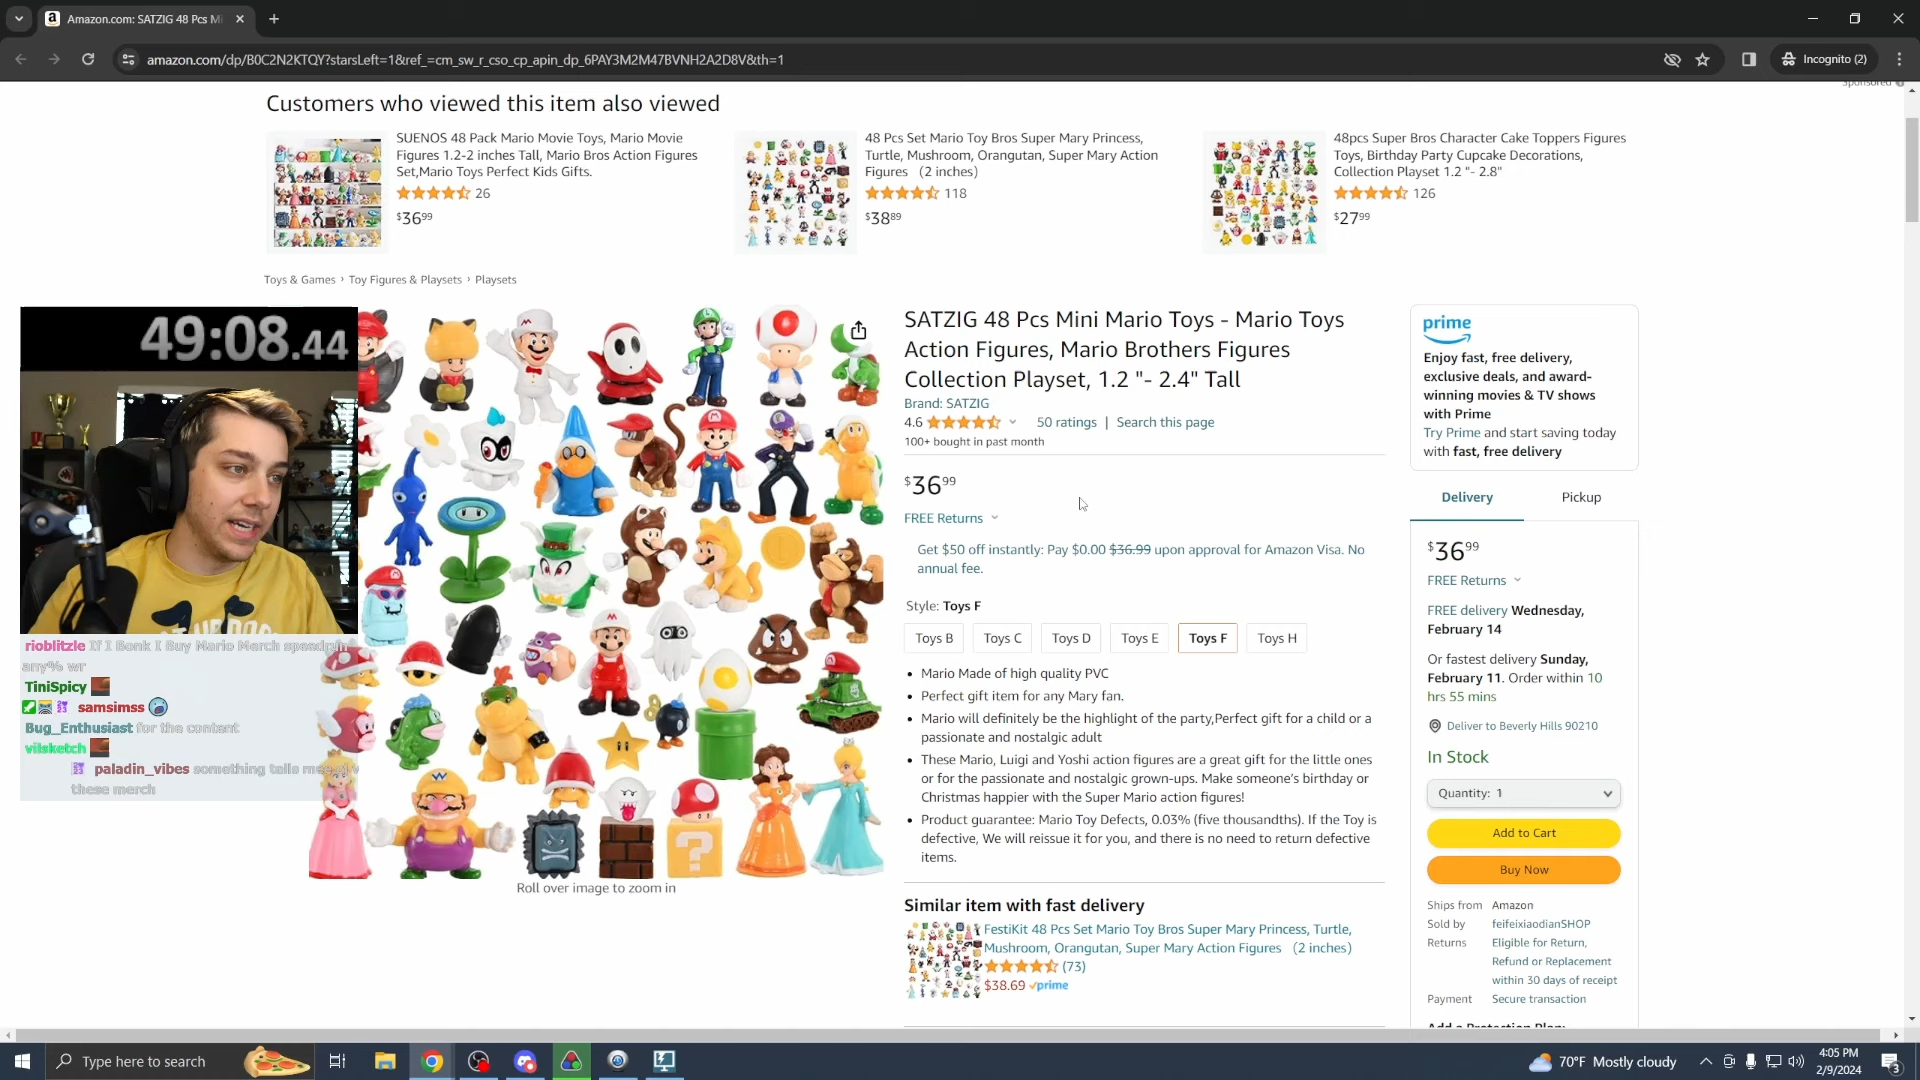 Amazon.com: SATZIG 48 Pcs Mi
amazon.com/dp/B0C2N2KTQY?starsLeft=1&ref_=cm_sw_r_cso_cp_apin_dp_6PAY3M2M47BVNH2A2D8V&th=1
Incognito (2)
Sponsored
Customers who viewed this item also viewed
SUENOS 48 Pack Mario Movie Toys, Mario Movie
Figures 1.2-2 inches Tall, Mario Bros Action Figures
Set,Mario Toys Perfect Kids Gifts.
26
$3699
48 Pcs Set Mario Toy Bros Super Mary Princess,
Turtle, Mushroom, Orangutan, Super Mary Action
Figures （2 inches）
118
$3889
48pcs Super Bros Character Cake Toppers Figures
Toys, Birthday Party Cupcake Decorations,
Collection Playset 1.2 "- 2.8"
126
$2799
Toys & Games › Toy Figures & Playsets › Playsets
49:08.44
rioblitzle If I Bonk I Buy Mario Merch speedrun
any% wr
TiniSpicy
samsimss
Bug_Enthusiast for the content
vilsketch
paladin_vibes something tells me
these merch
Roll over image to zoom in
SATZIG 48 Pcs Mini Mario Toys - Mario Toys
Action Figures, Mario Brothers Figures
Collection Playset, 1.2 "- 2.4" Tall
Brand: SATZIG
4.6 50 ratings | Search this page
100+ bought in past month
$3699
FREE Returns
Get $50 off instantly: Pay $0.00 $36.99 upon approval for Amazon Visa. No
annual fee.
Style: Toys F
Toys B Toys C Toys D Toys E Toys F Toys H
• Mario Made of high quality PVC
• Perfect gift item for any Mary fan.
• Mario will definitely be the highlight of the party,Perfect gift for a child or a
passionate and nostalgic adult
• These Mario, Luigi and Yoshi action figures are a great gift for the little ones
or for the passionate and nostalgic grown-ups. Make someone's birthday or
Christmas happier with the Super Mario action figures!
• Product guarantee: Mario Toy Defects, 0.03% (five thousandths). If the Toy is
defective, We will reissue it for you, and there is no need to return defective
items.
Similar item with fast delivery
FestiKit 48 Pcs Set Mario Toy Bros Super Mary Princess, Turtle,
Mushroom, Orangutan, Super Mary Action Figures （2 inches）
(73)
$38.69 prime
prime
Enjoy fast, free delivery,
exclusive deals, and award-
winning movies & TV shows
with Prime
Try Prime and start saving today
with fast, free delivery
Delivery Pickup
$3699
FREE Returns
FREE delivery Wednesday,
February 14
Or fastest delivery Sunday,
February 11. Order within 10
hrs 55 mins
Deliver to Beverly Hills 90210
In Stock
Quantity: 1
Add to Cart
Buy Now
Ships from Amazon
Sold by feifeixiaodianSHOP
Returns Eligible for Return,
Refund or Replacement
within 30 days of receipt
Payment Secure transaction
Add a Protection Plan:
Type here to search
70°F Mostly cloudy
4:05 PM
2/9/2024
3